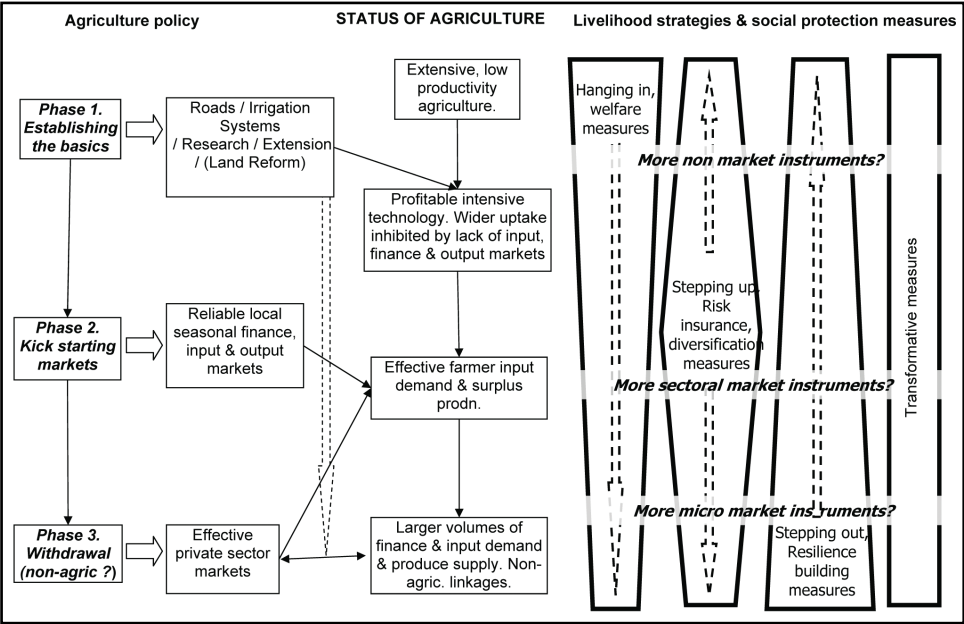 Agriculture policy
STATUS OF AGRICULTURE
Livelihood strategies & social protection measures
Phase 1.
Establishing
the basics
Roads / Irrigation
Systems
/ Research / Extension
/ (Land Reform)
Extensive, low
productivity
agriculture.
Profitable intensive
technology. Wider uptake
inhibited by lack of input,
finance & output markets
Phase 2.
Kick starting
markets
Reliable local
seasonal finance,
input & output
markets
Effective farmer input
demand & surplus
prodn.
Phase 3.
Withdrawal
(non-agric ?)
Effective
private sector
markets
Larger volumes of
finance & input demand
& produce supply. Non-
agric. linkages.
Hanging in,
welfare
measures
More non market instruments?
Stepping up,
Risk
insurance,
diversification
measures
More sectoral market instruments?
More micro market ins ruments?
Stepping out,
Resilience
building
measures
Transformative measures